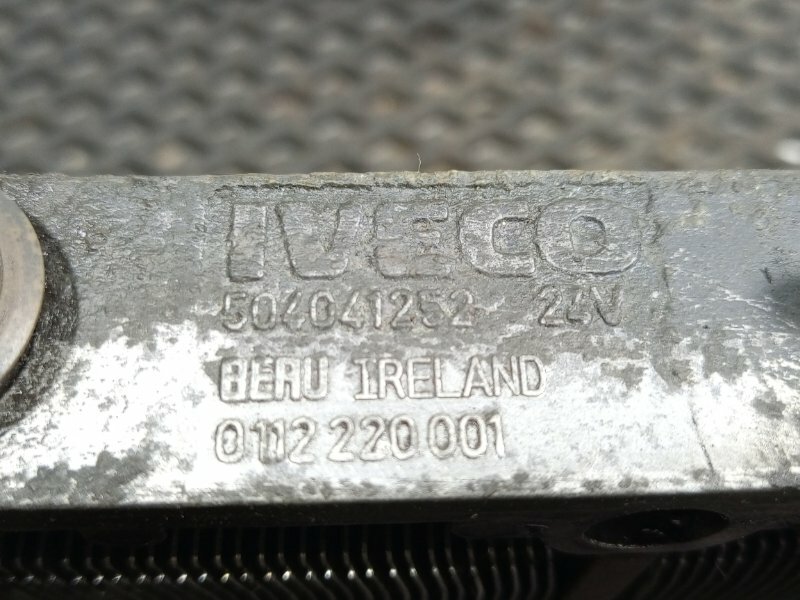 IVECO
504041252 24V
BERU IRELAND
0112 220 001